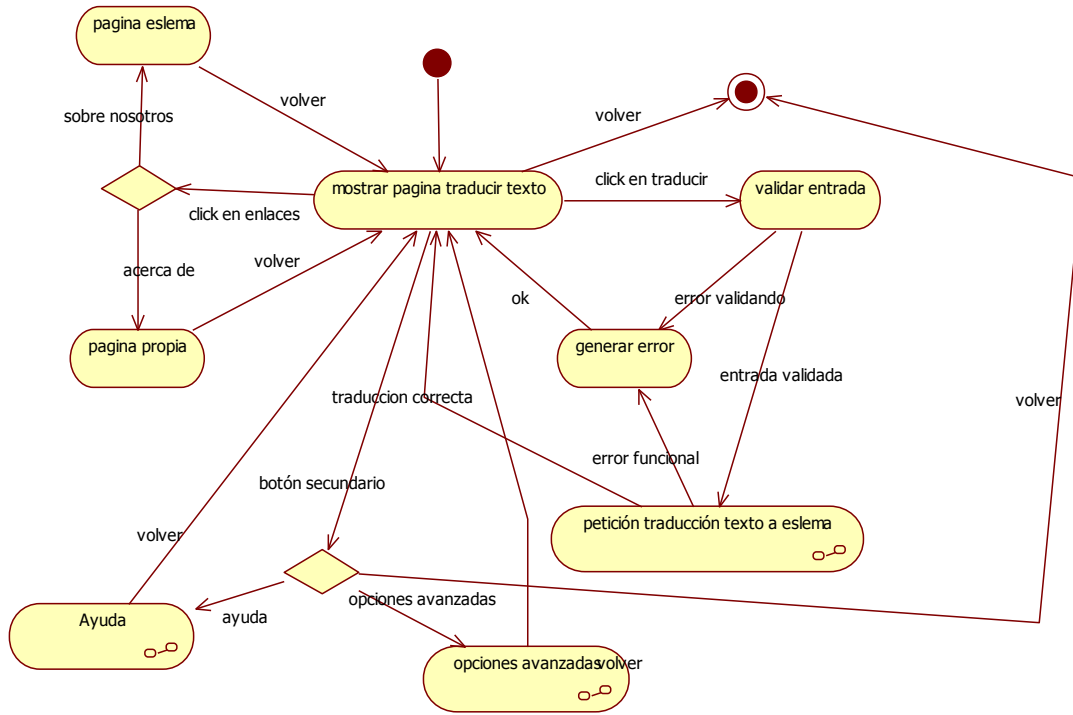 pagina eslema
volver
sobre nosotros
volver
mostrar pagina traducir texto
click en traducir
validar entrada
click en enlaces
acerca de
volver
ok
error validando
pagina propia
generar error
entrada validada
traduccion correcta
volver
error funcional
botón secundario
petición traducción texto a eslema
volver
opciones avanzadas
ayuda
Ayuda
opciones avanzadas
volver